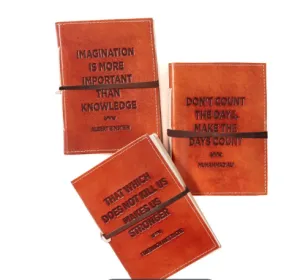 IMAGINATION
IS MORE
IMPORTANT
THAN
KNOWLEDGE
DON'T COUNT
THE DAYS,
MAKE THE
DAYS COUNT
THAT WHICH
DOES NOT KILL US
MAKES US
STRONGER